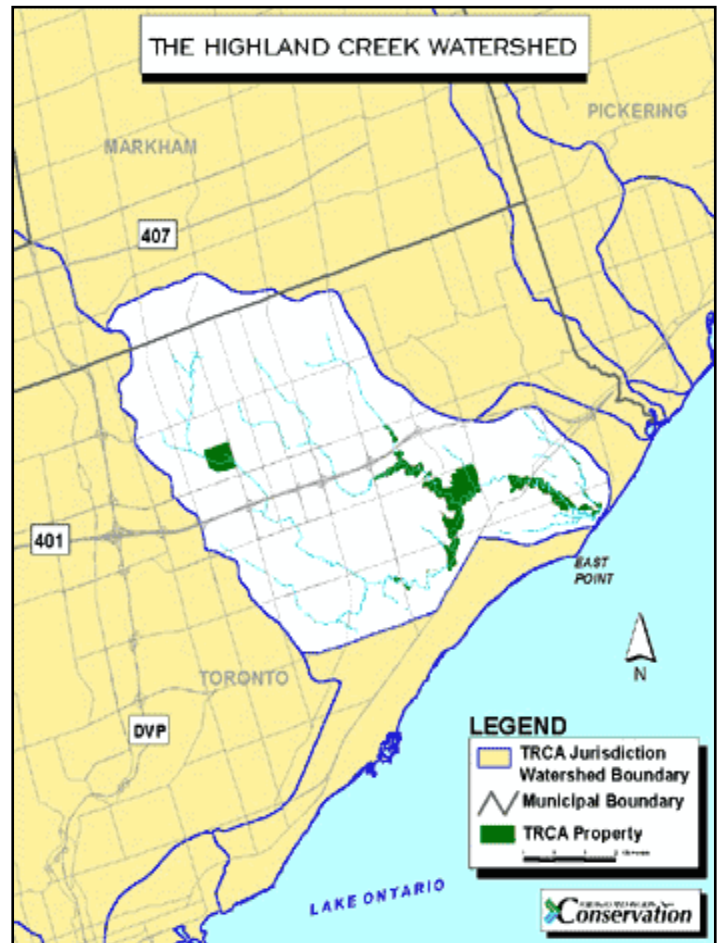 THE HIGHLAND CREEK WATERSHED
PICKERING
MARKHAM
407
401
EAST
POINT
N
TORONTO
DVP
LEGEND
TRCA Jurisdiction
Watershed Boundary
Municipal Boundary
TRCA Property
Conservation
LAKE ONTARIO